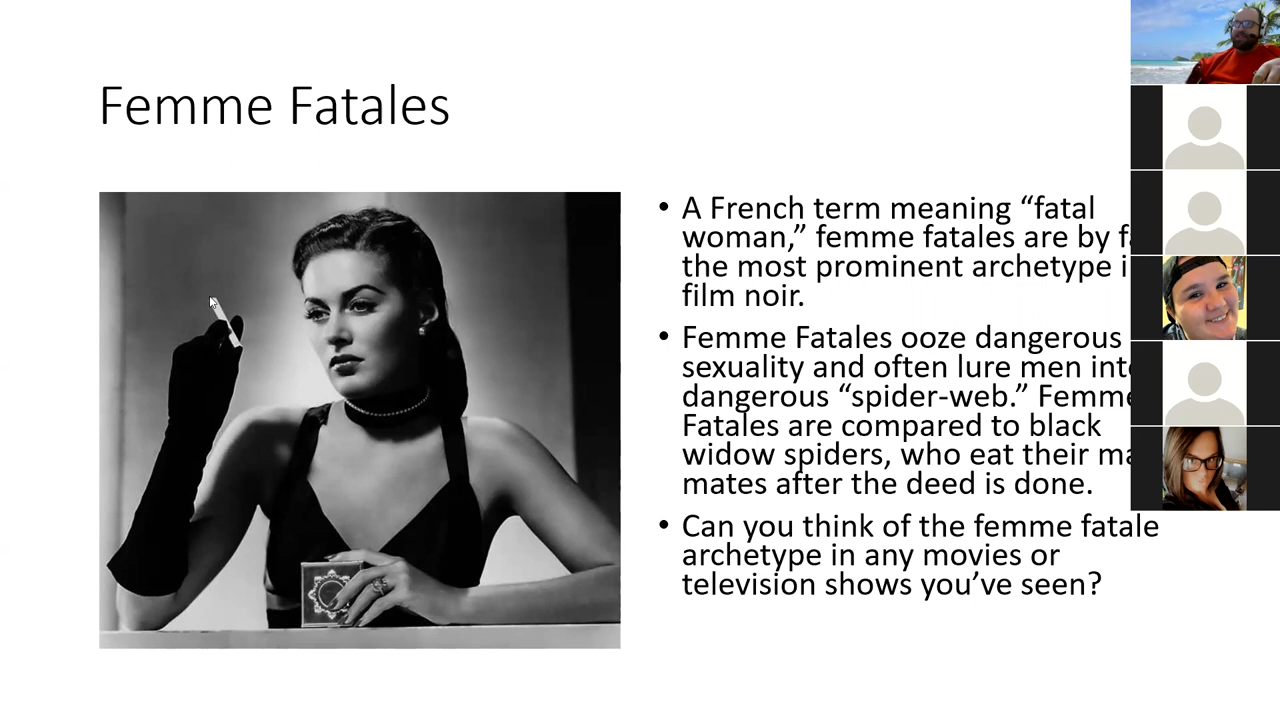 Femme Fatales
• A French term meaning “fatal
woman,” femme fatales are by
the most prominent archetype
film noir.
• Femme Fatales ooze dangerous
sexuality and often lure men
dangerous “spider-web.” Femme
Fatales are compared to black
widow spiders, who eat their
mates after the deed is done.
• Can you think of the femme fatale
archetype in any movies or
television shows you’ve seen?